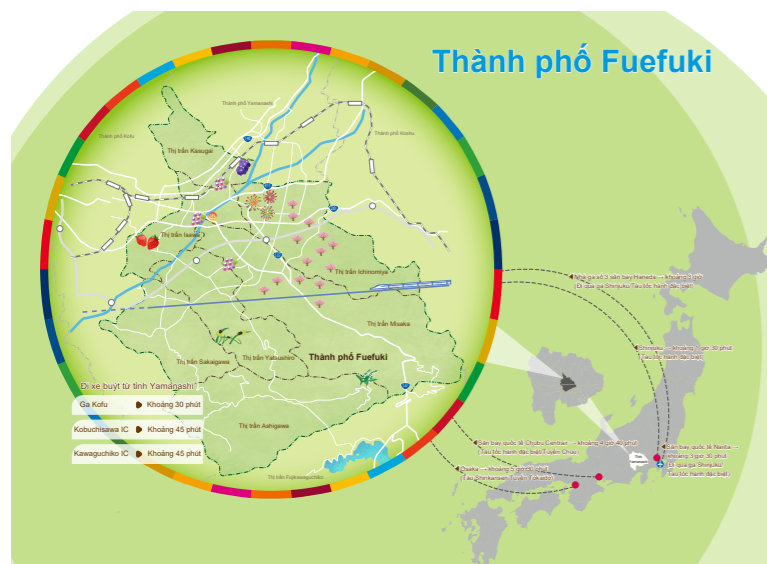 Thành phố Fuefuki
Thành phố Yamanashi
Thành phố Kofu
Thành phố Koshu
Thị trấn Kasugai
Thị trấn Isawa
Thị trấn Ichinomiya
Thị trấn Misaka
Thị trấn Yatsushiro
Thị trấn Sakaigawa
Thành phố Fuefuki
Thị trấn Ashigawa
Thị trấn Fujikawaguchiko
Đi xe buýt từ tỉnh Yamanashi
Ga Kofu Khoảng 30 phút
Kobuchisawa IC Khoảng 45 phút
Kawaguchiko IC Khoảng 45 phút
Nhà ga số 3 sân bay Haneda — khoảng 3 giờ
(Đi qua ga Shinjuku:Tàu tốc hành đặc biệt)
Shinjuku — khoảng 1 giờ 30 phút
(Tàu tốc hành đặc biệt)
Sân bay quốc tế Chubu Centrair — khoảng 4 giờ 40 phút
(Tàu tốc hành đặc biệt Tuyến Chuo)
Sân bay quốc tế Narita —
khoảng 3 giờ 30 phút
(Đi qua ga Shinjuku:
Tàu tốc hành đặc biệt)
Osaka — khoảng 5 giờ 00 phút
(Tàu Shinkansen Tuyến Tokaido)
Tỉnh
Yamanashi